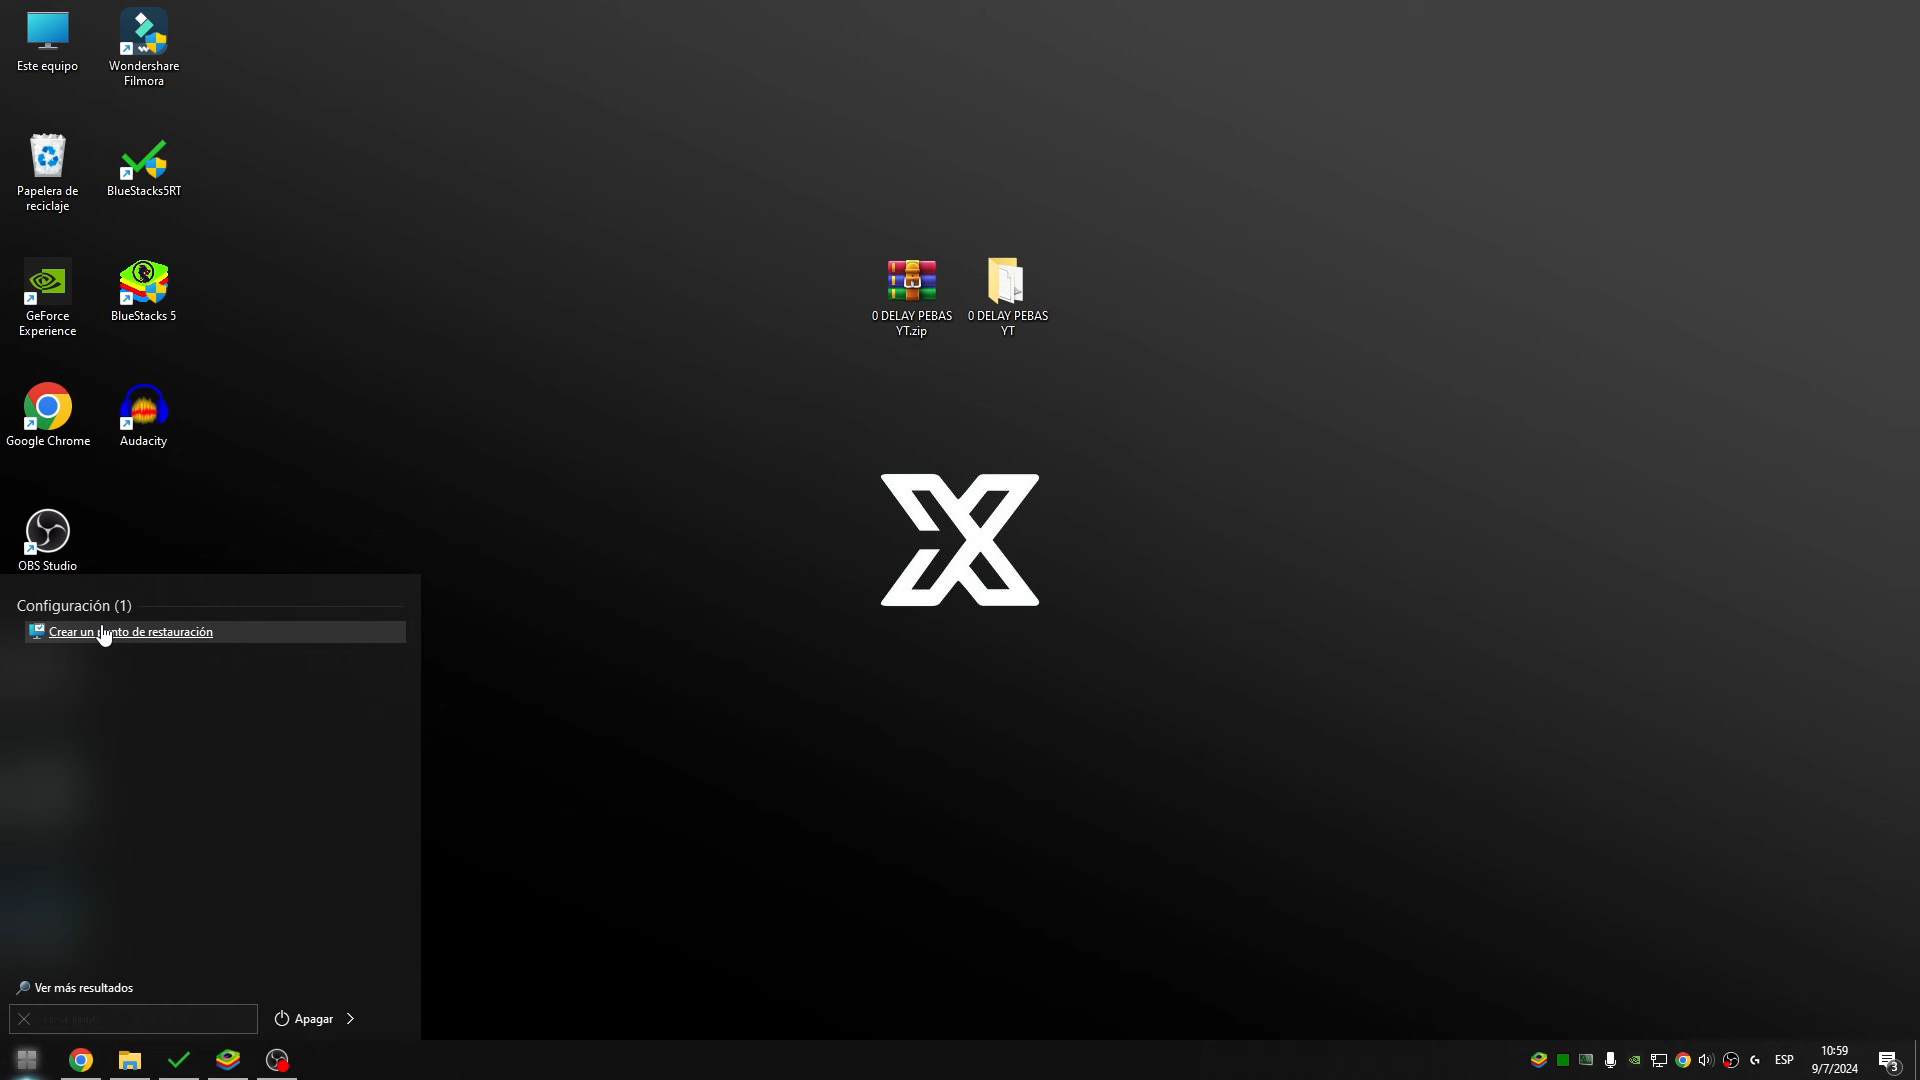 Este equipo
Wondershare
Filmora
Papelera de
reciclaje
BlueStacks5RT
GeForce
Experience
BlueStacks 5
0 DELAY PEBAS
YT.zip
0 DELAY PEBAS
YT
Google Chrome
Audacity
OBS Studio
Configuración (1)
Crear un punto de restauración
Ver más resultados
Apagar
ESP
10:59
9/7/2024
3